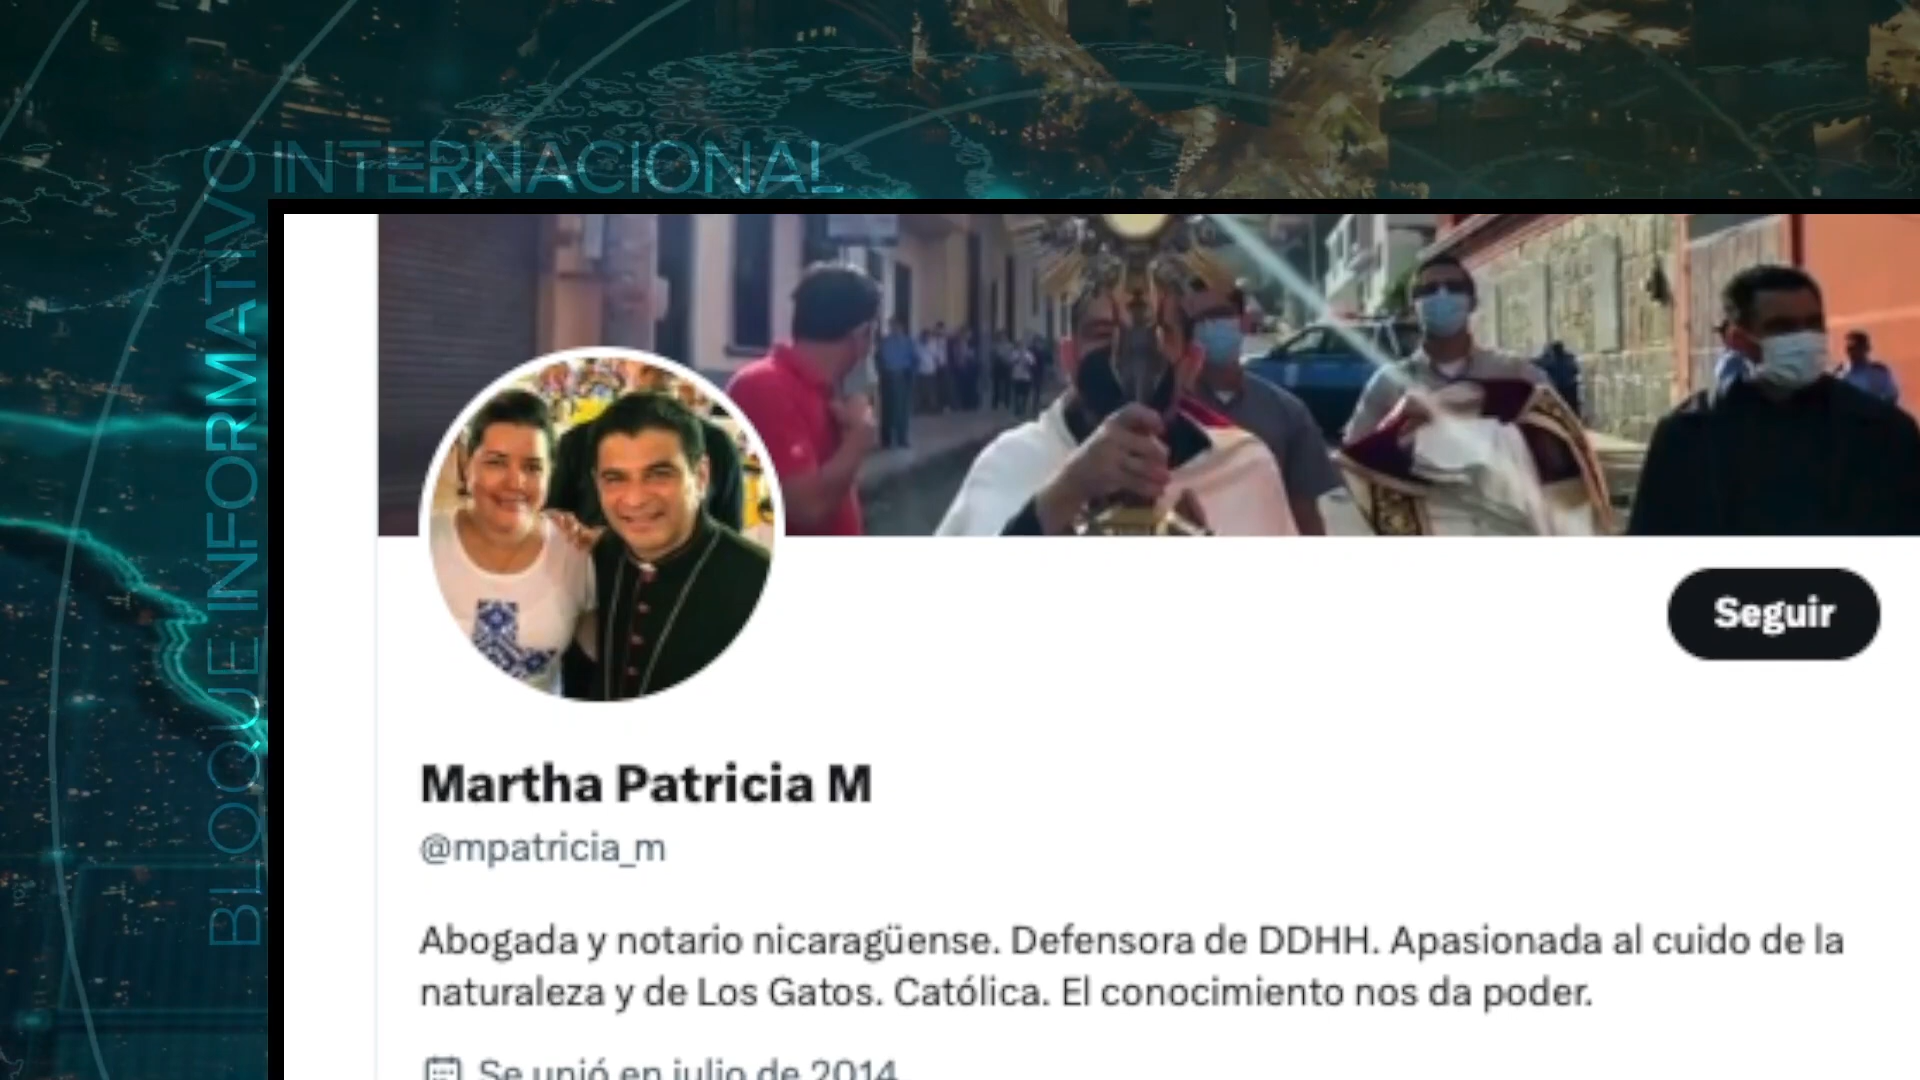 BLOQUE INFORMATIVO INTERNACIONAL
Seguir
Martha Patricia M
@mpatricia_m
Abogada y notario nicaragüense. Defensora de DDHH. Apasionada al cuido de la
naturaleza y de Los Gatos. Católica. El conocimiento nos da poder.
Se unió en julio de 2014